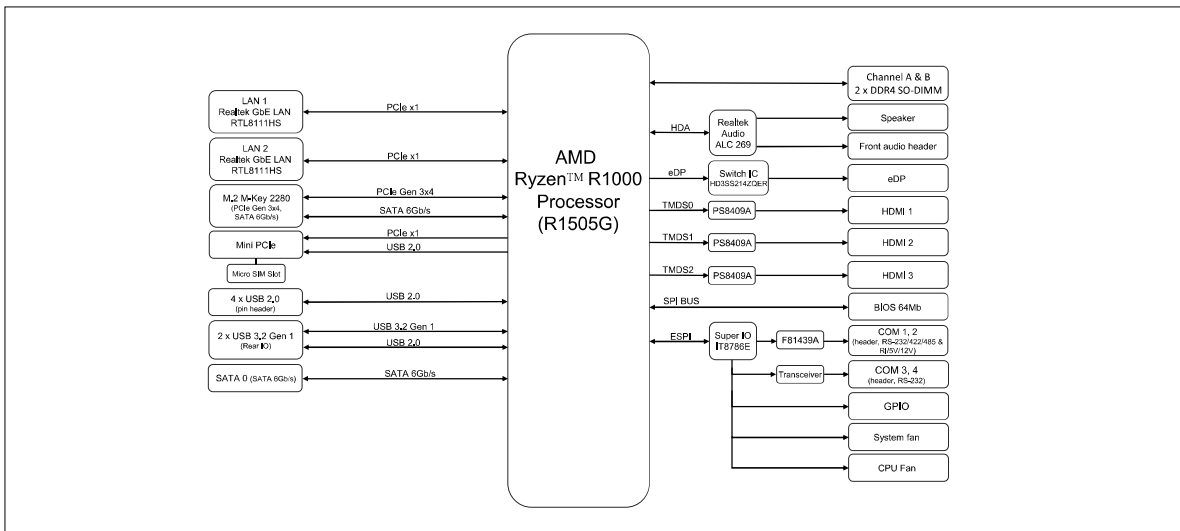 LAN 1
Realtek GbE LAN
RTL8111HS
PCIe x1
LAN 2
Realtek GbE LAN
RTL8111HS
PCIe x1
M.2 M-Key 2280
(PCIe Gen 3x4,
SATA 6Gb/s)
PCIe Gen 3x4
SATA 6Gb/s
Mini PCIe
PCIe x1
USB 2.0
Micro SIM Slot
4 x USB 2.0
(pin header)
USB 2.0
2 x USB 3.2 Gen 1
(Rear IO)
USB 3.2 Gen 1
USB 2.0
SATA 0 (SATA 6Gb/s)
SATA 6Gb/s
AMD
Ryzen™ R1000
Processor
(R1505G)
Channel A & B
2 x DDR4 SO-DIMM
HDA
Realtek
Audio
ALC 269
Speaker
Front audio header
eDP
Switch IC
HD3SS214ZQER
eDP
TMDS0
PS8409A
HDMI 1
TMDS1
PS8409A
HDMI 2
TMDS2
PS8409A
HDMI 3
SPI BUS
BIOS 64Mb
ESPI
Super IO
IT8786E
F81439A
COM 1, 2
(header, RS-232/422/485 &
RI/5V/12V)
Transceiver
COM 3, 4
(header, RS-232)
GPIO
System fan
CPU Fan